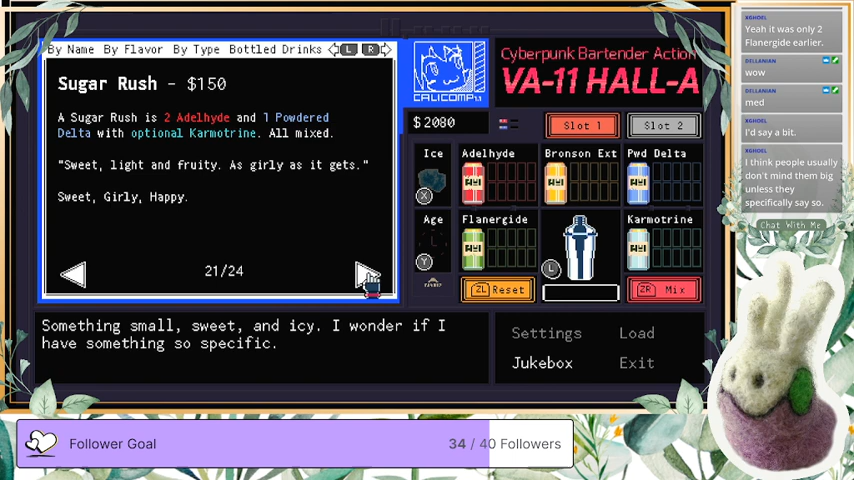 By Name By Flavor By Type Bottled Drinks L R
Sugar Rush - $150
A Sugar Rush is 2 Adelhyde and 1 Powdered
Delta with optional Karmotrine. All mixed.
"Sweet, light and fruity. As girly as it gets."
Sweet, Girly, Happy.
21/24
CALICOMP
Cyberpunk Bartender Action
VA-11 HALL-A
$2080
Slot 1
Slot 2
Ice
Adelhyde
Bronson Ext
Pwd Delta
X
Age
Flanergide
Karmotrine
Y
L
ZL Reset
ZR Mix
Something small, sweet, and icy. I wonder if I
have something so specific.
Settings
Load
Jukebox
Exit
XGHOEL
Yeah it was only 2
Flanergide earlier.
DELLANIAN
wow
DELLANIAN
med
XGHOEL
I'd say a bit.
XGHOEL
I think people usually
don't mind them big
unless they
specifically say so.
Chat With Me
Follower Goal
34 / 40 Followers